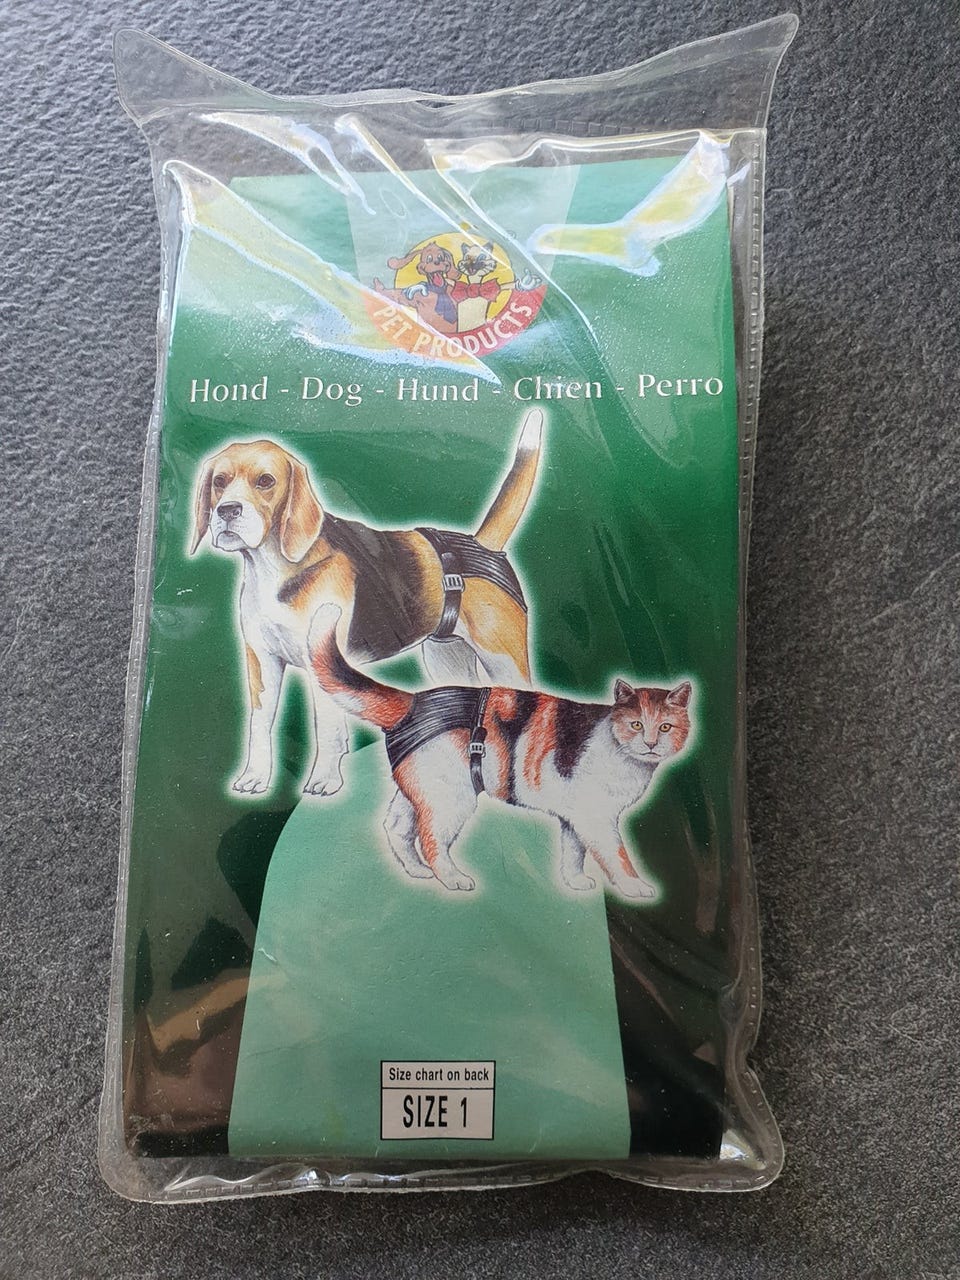 PET PRODUCTS
Hond - Dog - Hund - Chien - Perro
Size chart on back
SIZE 1